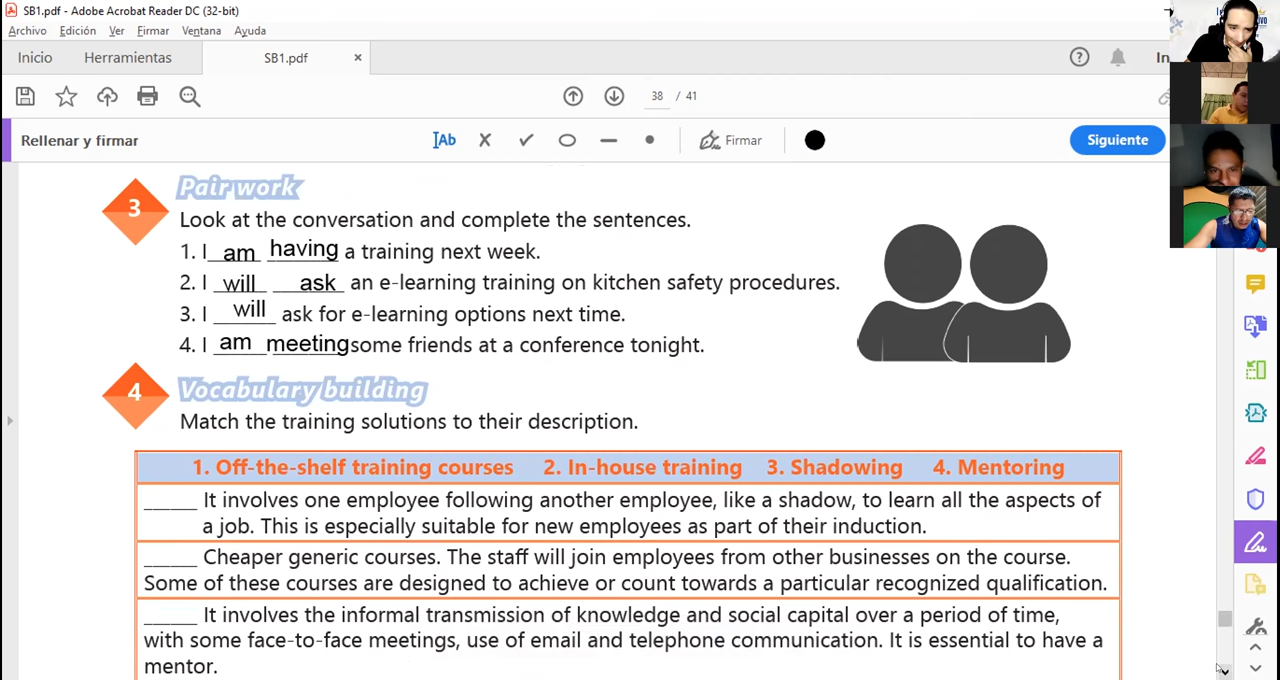 SB1.pdf - Adobe Acrobat Reader DC (32-bit)
Archivo Edición Ver Firmar Ventana Ayuda
Inicio Herramientas SB1.pdf × In
38 / 41
Rellenar y firmar Ab Firmar Siguiente
3 Pair work
Look at the conversation and complete the sentences.
1. I am having a training next week.
2. I will ask an e-learning training on kitchen safety procedures.
3. I will ask for e-learning options next time.
4. I am meeting some friends at a conference tonight.
4 Vocabulary building
Match the training solutions to their description.
1. Off-the-shelf training courses 2. In-house training 3. Shadowing 4. Mentoring
_____ It involves one employee following another employee, like a shadow, to learn all the aspects of
a job. This is especially suitable for new employees as part of their induction.
_____ Cheaper generic courses. The staff will join employees from other businesses on the course.
Some of these courses are designed to achieve or count towards a particular recognized qualification.
_____ It involves the informal transmission of knowledge and social capital over a period of time,
with some face-to-face meetings, use of email and telephone communication. It is essential to have a
mentor.